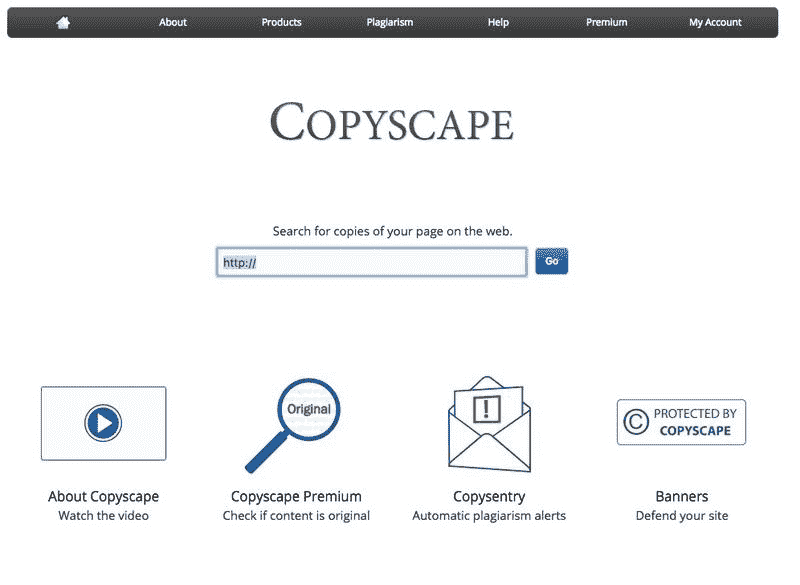 About Products Plagiarism Help Premium My Account
COPYSCAPE
Search for copies of your page on the web.
http:// Go
Original
!
© PROTECTED BY
COPYSCAPE
About Copyscape Copyscape Premium Copysentry Banners
Watch the video Check if content is original Automatic plagiarism alerts Defend your site